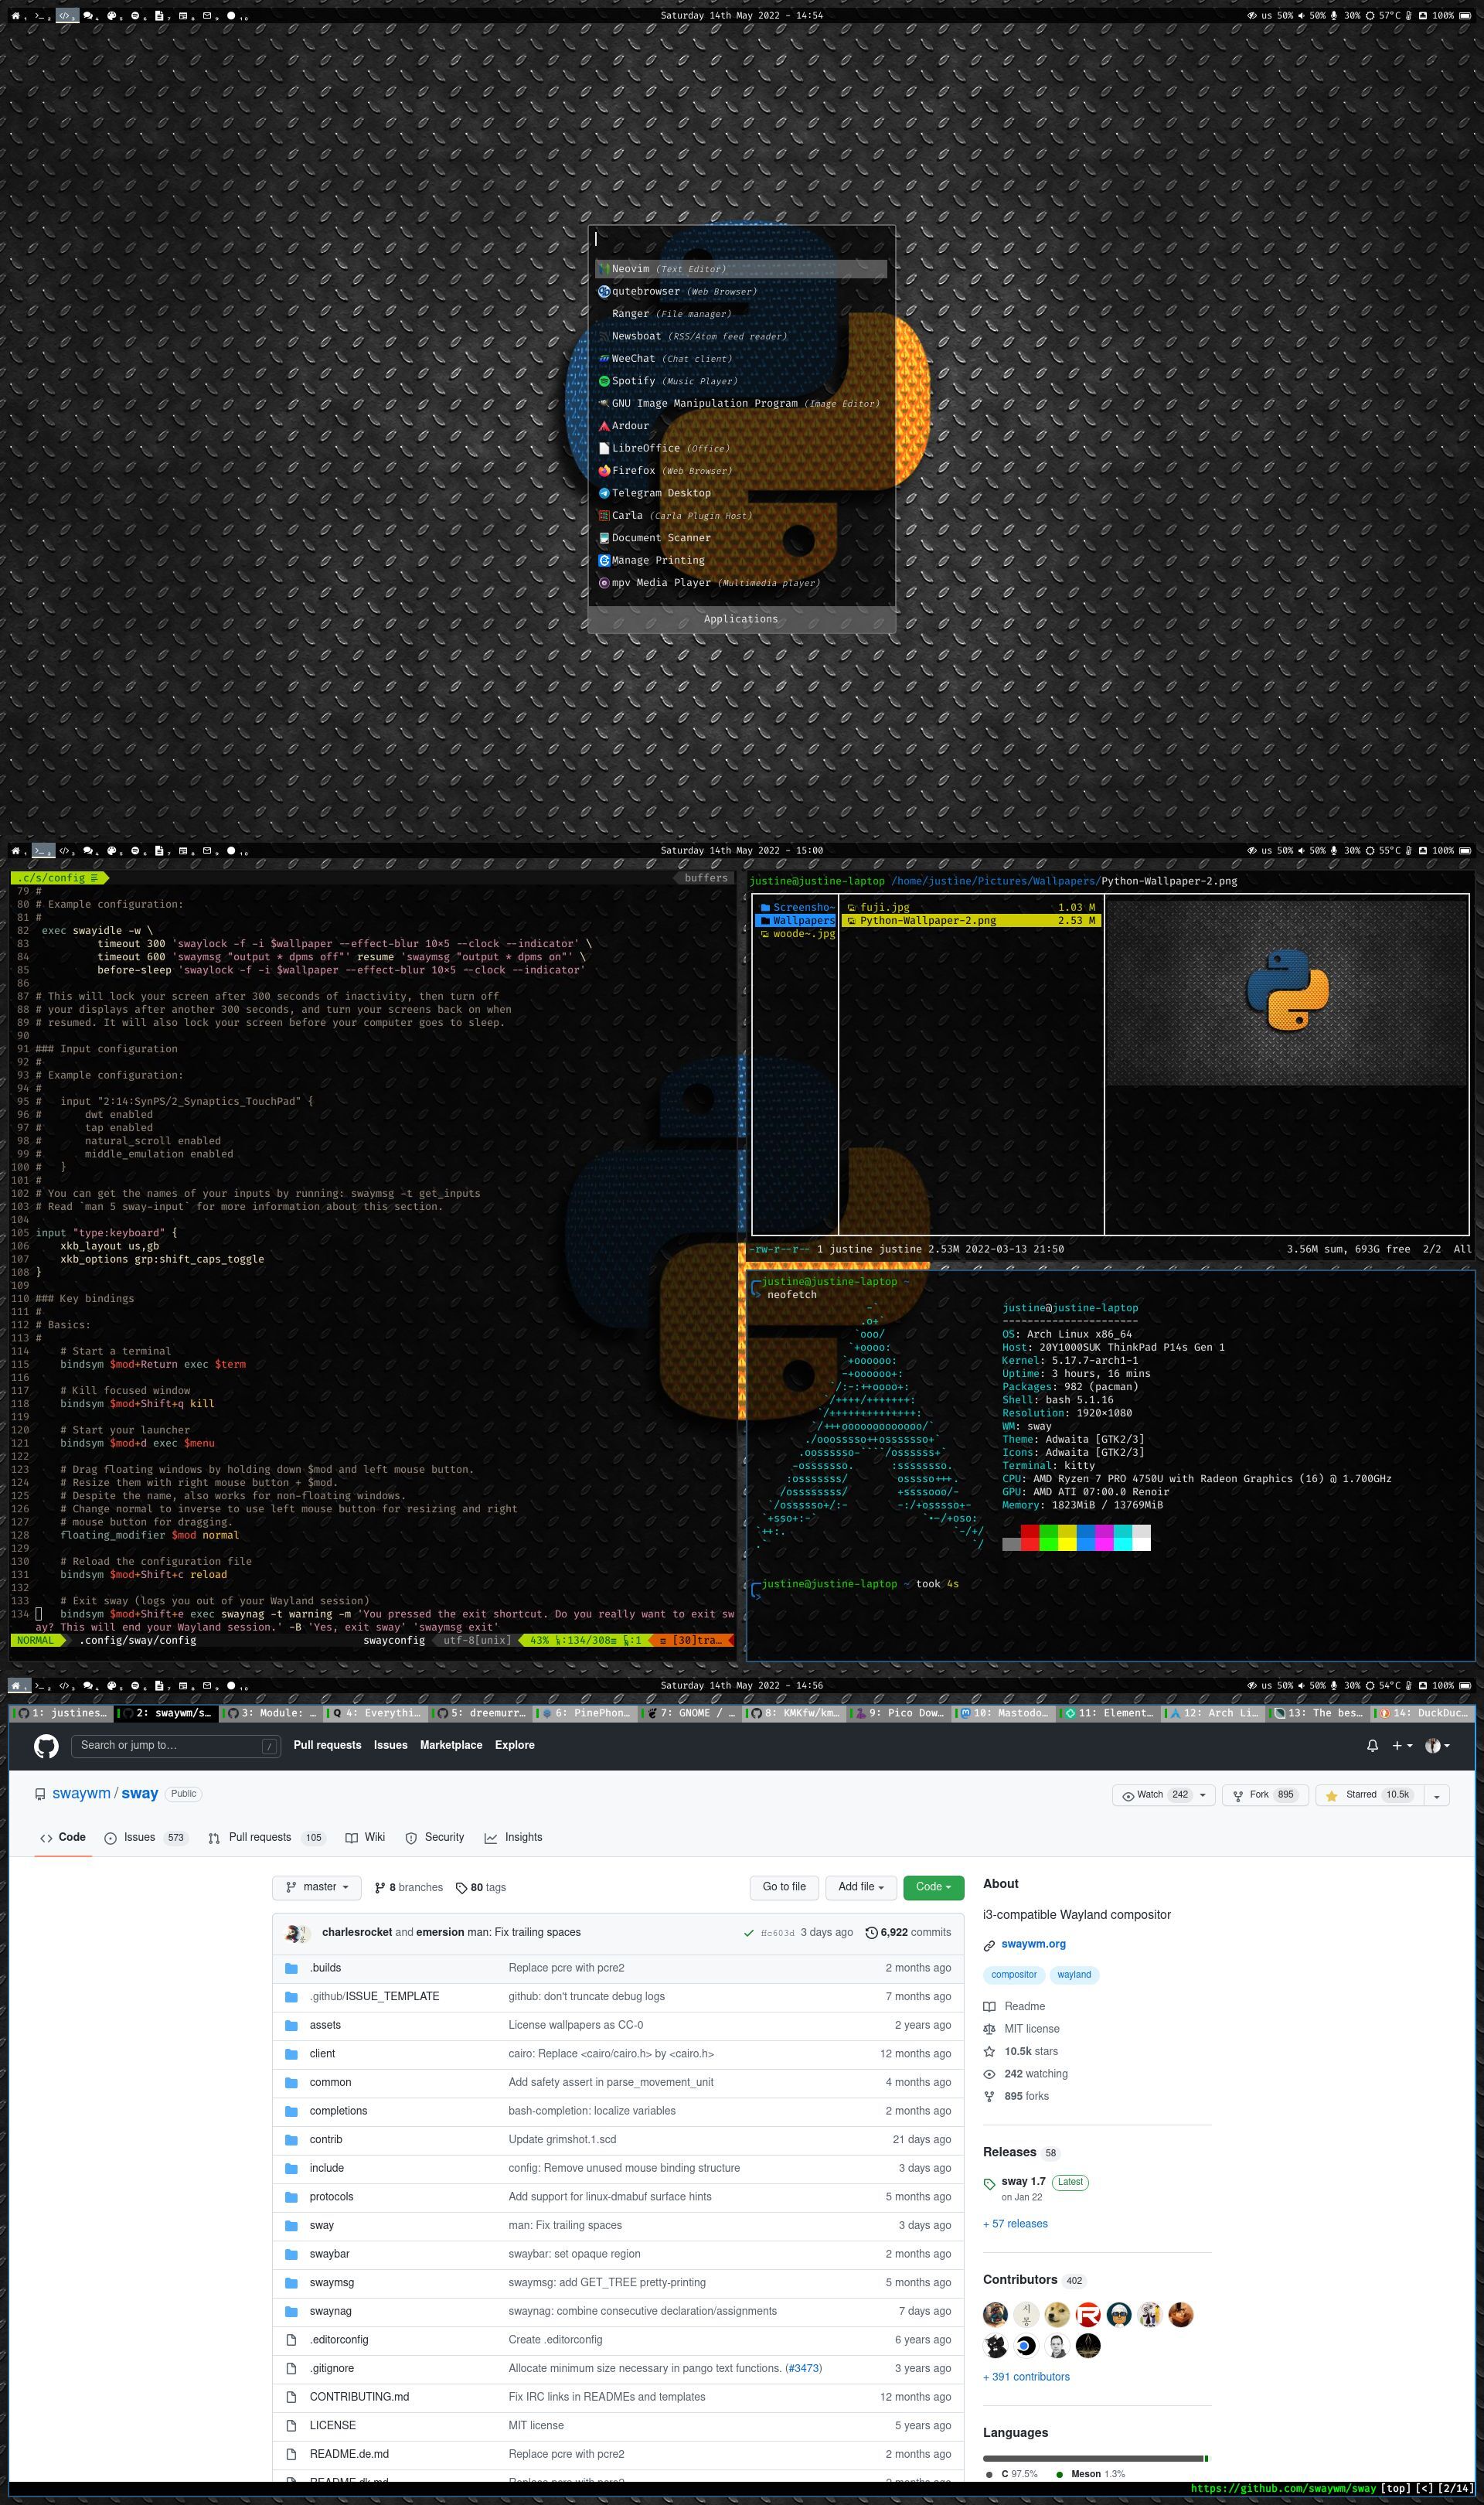 Saturday 14th May 2022 - 14:54
us 50% 50% 30% 57°C 100%
Neovim (Text Editor)
qutebrowser (Web Browser)
Ranger (File manager)
Newsboat (RSS/Atom feed reader)
WeeChat (Chat client)
Spotify (Music Player)
GNU Image Manipulation Program (Image Editor)
Ardour
LibreOffice (Office)
Firefox (Web Browser)
Telegram Desktop
Carla (Carla Plugin Host)
Document Scanner
Manage Printing
mpv Media Player (Multimedia player)
Applications
Saturday 14th May 2022 - 15:00
us 50% 50% 30% 55°C 100%
.c/s/config
buffers
79 #
80 # Example configuration:
81 #
82 exec swayidle -w \
83 timeout 300 'swaylock -f -i $wallpaper --effect-blur 10×5 --clock --indicator' \
84 timeout 600 'swaymsg "output * dpms off"' resume 'swaymsg "output * dpms on"' \
85 before-sleep 'swaylock -f -i $wallpaper --effect-blur 10×5 --clock --indicator'
86
87 # This will lock your screen after 300 seconds of inactivity, then turn off
88 # your displays after another 300 seconds, and turn your screens back on when
89 # resumed. It will also lock your screen before your computer goes to sleep.
90
91 ### Input configuration
92 #
93 # Example configuration:
94 #
95 # input "2:14:SynPS/2_Synaptics_TouchPad" {
96 # dwt enabled
97 # tap enabled
98 # natural_scroll enabled
99 # middle_emulation enabled
100 # }
101 #
102 # You can get the names of your inputs by running: swaymsg -t get_inputs
103 # Read `man 5 sway-input` for more information about this section.
104
105 input "type:keyboard" {
106 xkb_layout us,gb
107 xkb_options grp:shift_caps_toggle
108 }
109
110 ### Key bindings
111 #
112 # Basics:
113 #
114 # Start a terminal
115 bindsym $mod+Return exec $term
116
117 # Kill focused window
118 bindsym $mod+Shift+q kill
119
120 # Start your launcher
121 bindsym $mod+d exec $menu
122
123 # Drag floating windows by holding down $mod and left mouse button.
124 # Resize them with right mouse button + $mod.
125 # Despite the name, also works for non-floating windows.
126 # Change normal to inverse to use left mouse button for resizing and right
127 # mouse button for dragging.
128 floating_modifier $mod normal
129
130 # Reload the configuration file
131 bindsym $mod+Shift+c reload
132
133 # Exit sway (logs you out of your Wayland session)
134 bindsym $mod+Shift+e exec swaynag -t warning -m 'You pressed the exit shortcut. Do you really want to exit sw
ay? This will end your Wayland session.' -B 'Yes, exit sway' 'swaymsg exit'
NORMAL .config/sway/config swayconfig utf-8[unix] 43% :134/308 :1 [30]tra…
justine@justine-laptop /home/justine/Pictures/Wallpapers/Python-Wallpaper-2.png
Screensho~
Wallpapers
woode~.jpg
fuji.jpg 1.03 M
Python-Wallpaper-2.png 2.53 M
-rw-r--r-- 1 justine justine 2.53M 2022-03-13 21:50
3.56M sum, 693G free 2/2 All
justine@justine-laptop ~
neofetch
justine@justine-laptop
----------------------
OS: Arch Linux x86_64
Host: 20Y1000SUK ThinkPad P14s Gen 1
Kernel: 5.17.7-arch1-1
Uptime: 3 hours, 16 mins
Packages: 982 (pacman)
Shell: bash 5.1.16
Resolution: 1920×1080
WM: sway
Theme: Adwaita [GTK2/3]
Icons: Adwaita [GTK2/3]
Terminal: kitty
CPU: AMD Ryzen 7 PRO 4750U with Radeon Graphics (16) @ 1.700GHz
GPU: AMD ATI 07:00.0 Renoir
Memory: 1823MiB / 13769MiB
justine@justine-laptop ~ took 4s
Saturday 14th May 2022 - 14:56
us 50% 50% 30% 54°C 100%
1: justines… 2: swaywm/s… 3: Module: … 4: Everythi… 5: dreemurr… 6: PinePhon… 7: GNOME / … 8: KMKfw/km… 9: Pico Dow… 10: Mastodo… 11: Element… 12: Arch Li… 13: The bes… 14: DuckDuc…
Search or jump to… /
Pull requests Issues Marketplace Explore
swaywm / sway Public
Watch 242 Fork 895 Starred 10.5k
Code Issues 573 Pull requests 105 Wiki Security Insights
master 8 branches 80 tags
Go to file Add file Code
charlesrocket and emersion man: Fix trailing spaces
ffc603d 3 days ago 6,922 commits
.builds Replace pcre with pcre2 2 months ago
.github/ISSUE_TEMPLATE github: don't truncate debug logs 7 months ago
assets License wallpapers as CC-0 2 years ago
client cairo: Replace <cairo/cairo.h> by <cairo.h> 12 months ago
common Add safety assert in parse_movement_unit 4 months ago
completions bash-completion: localize variables 2 months ago
contrib Update grimshot.1.scd 21 days ago
include config: Remove unused mouse binding structure 3 days ago
protocols Add support for linux-dmabuf surface hints 5 months ago
sway man: Fix trailing spaces 3 days ago
swaybar swaybar: set opaque region 2 months ago
swaymsg swaymsg: add GET_TREE pretty-printing 5 months ago
swaynag swaynag: combine consecutive declaration/assignments 7 days ago
.editorconfig Create .editorconfig 6 years ago
.gitignore Allocate minimum size necessary in pango text functions. (#3473) 3 years ago
CONTRIBUTING.md Fix IRC links in READMEs and templates 12 months ago
LICENSE MIT license 5 years ago
README.de.md Replace pcre with pcre2 2 months ago
About
i3-compatible Wayland compositor
swaywm.org
compositor wayland
Readme
MIT license
10.5k stars
242 watching
895 forks
Releases 58
sway 1.7 Latest
on Jan 22
+ 57 releases
Contributors 402
+ 391 contributors
Languages
C 97.5% Meson 1.3%
https://github.com/swaywm/sway [top] [<] [2/14]